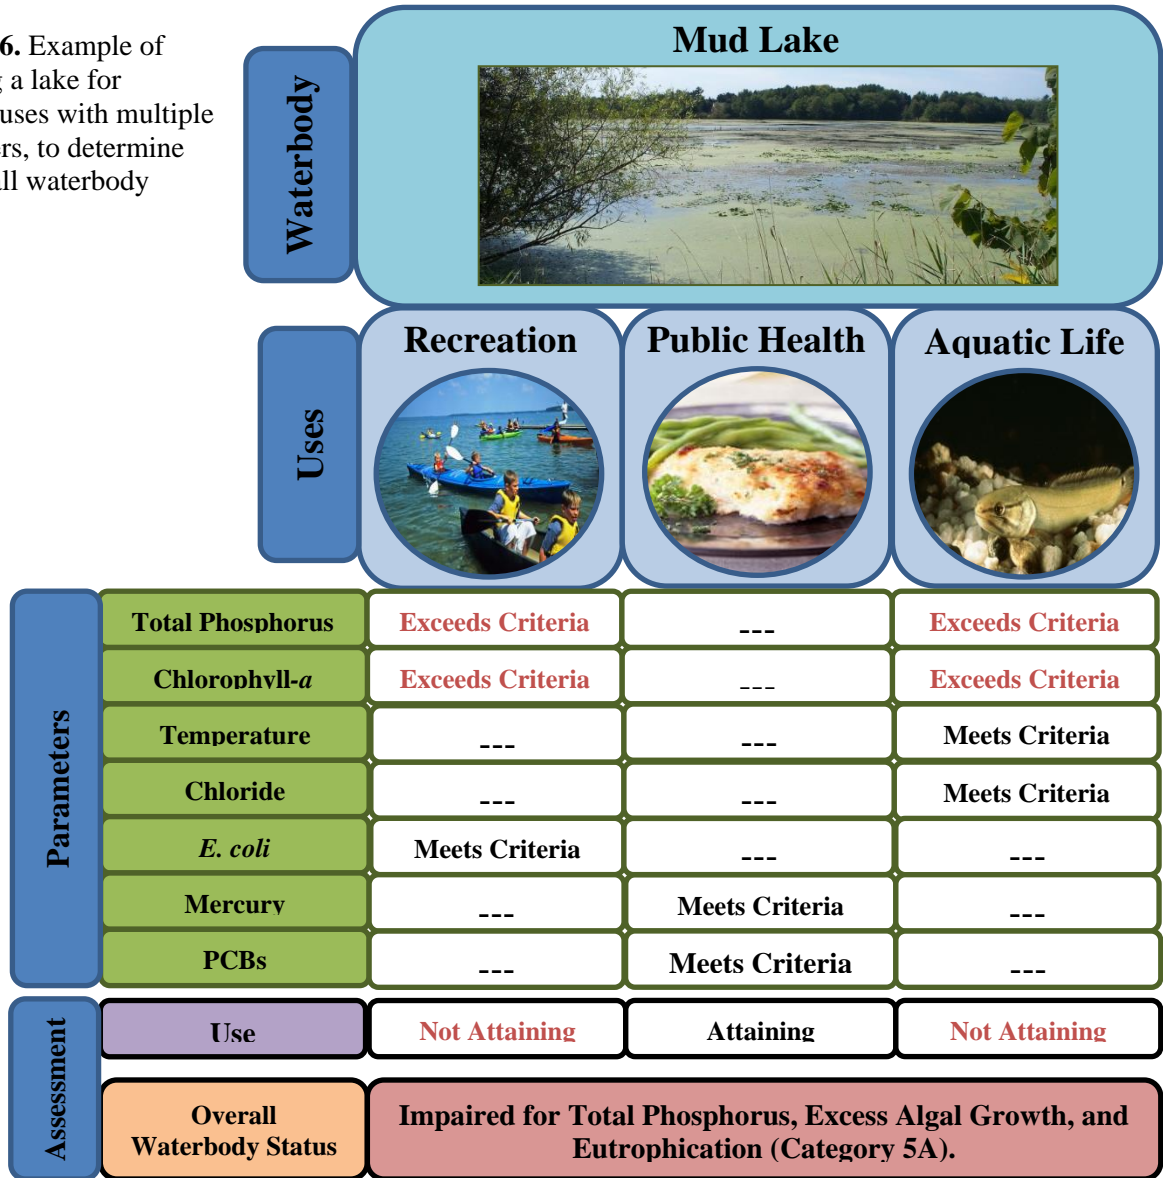 6. Example of
g a lake for
uses with multiple
ers, to determine
all waterbody
Waterbody
Mud Lake
Uses
Recreation
Public Health
Aquatic Life
Parameters
Total Phosphorus
Exceeds Criteria
---
Exceeds Criteria
Chlorophyll-a
Exceeds Criteria
---
Exceeds Criteria
Temperature
---
---
Meets Criteria
Chloride
---
---
Meets Criteria
E. coli
Meets Criteria
---
---
Mercury
---
Meets Criteria
---
PCBs
---
Meets Criteria
---
Assessment
Use
Not Attaining
Attaining
Not Attaining
Overall
Waterbody Status
Impaired for Total Phosphorus, Excess Algal Growth, and
Eutrophication (Category 5A).